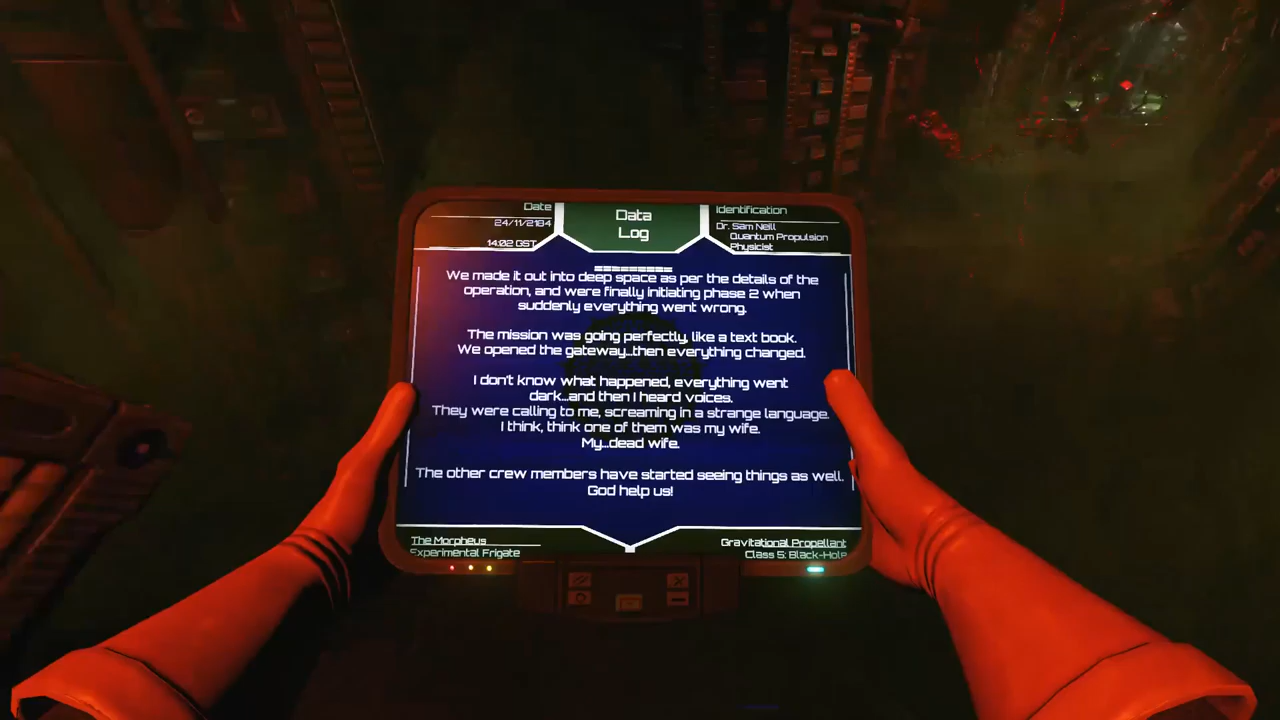 Date
24/11/2184
14:02 GST
Data
Log
Identification
Dr. Sam Neill
Quantum Propulsion
Physicist
We made it out into deep space as per the details of the
operation, and were finally initiating phase 2 when
suddenly everything went wrong.
The mission was going perfectly, like a text book.
We opened the gateway...then everything changed.
I don't know what happened, everything went
dark...and then I heard voices.
They were calling to me, screaming in a strange language.
I think, think one of them was my wife.
My...dead wife.
The other crew members have started seeing things as well.
God help us!
The Morpheus
Experimental Frigate
Gravitational Propellant
Class 5: Black-Hole